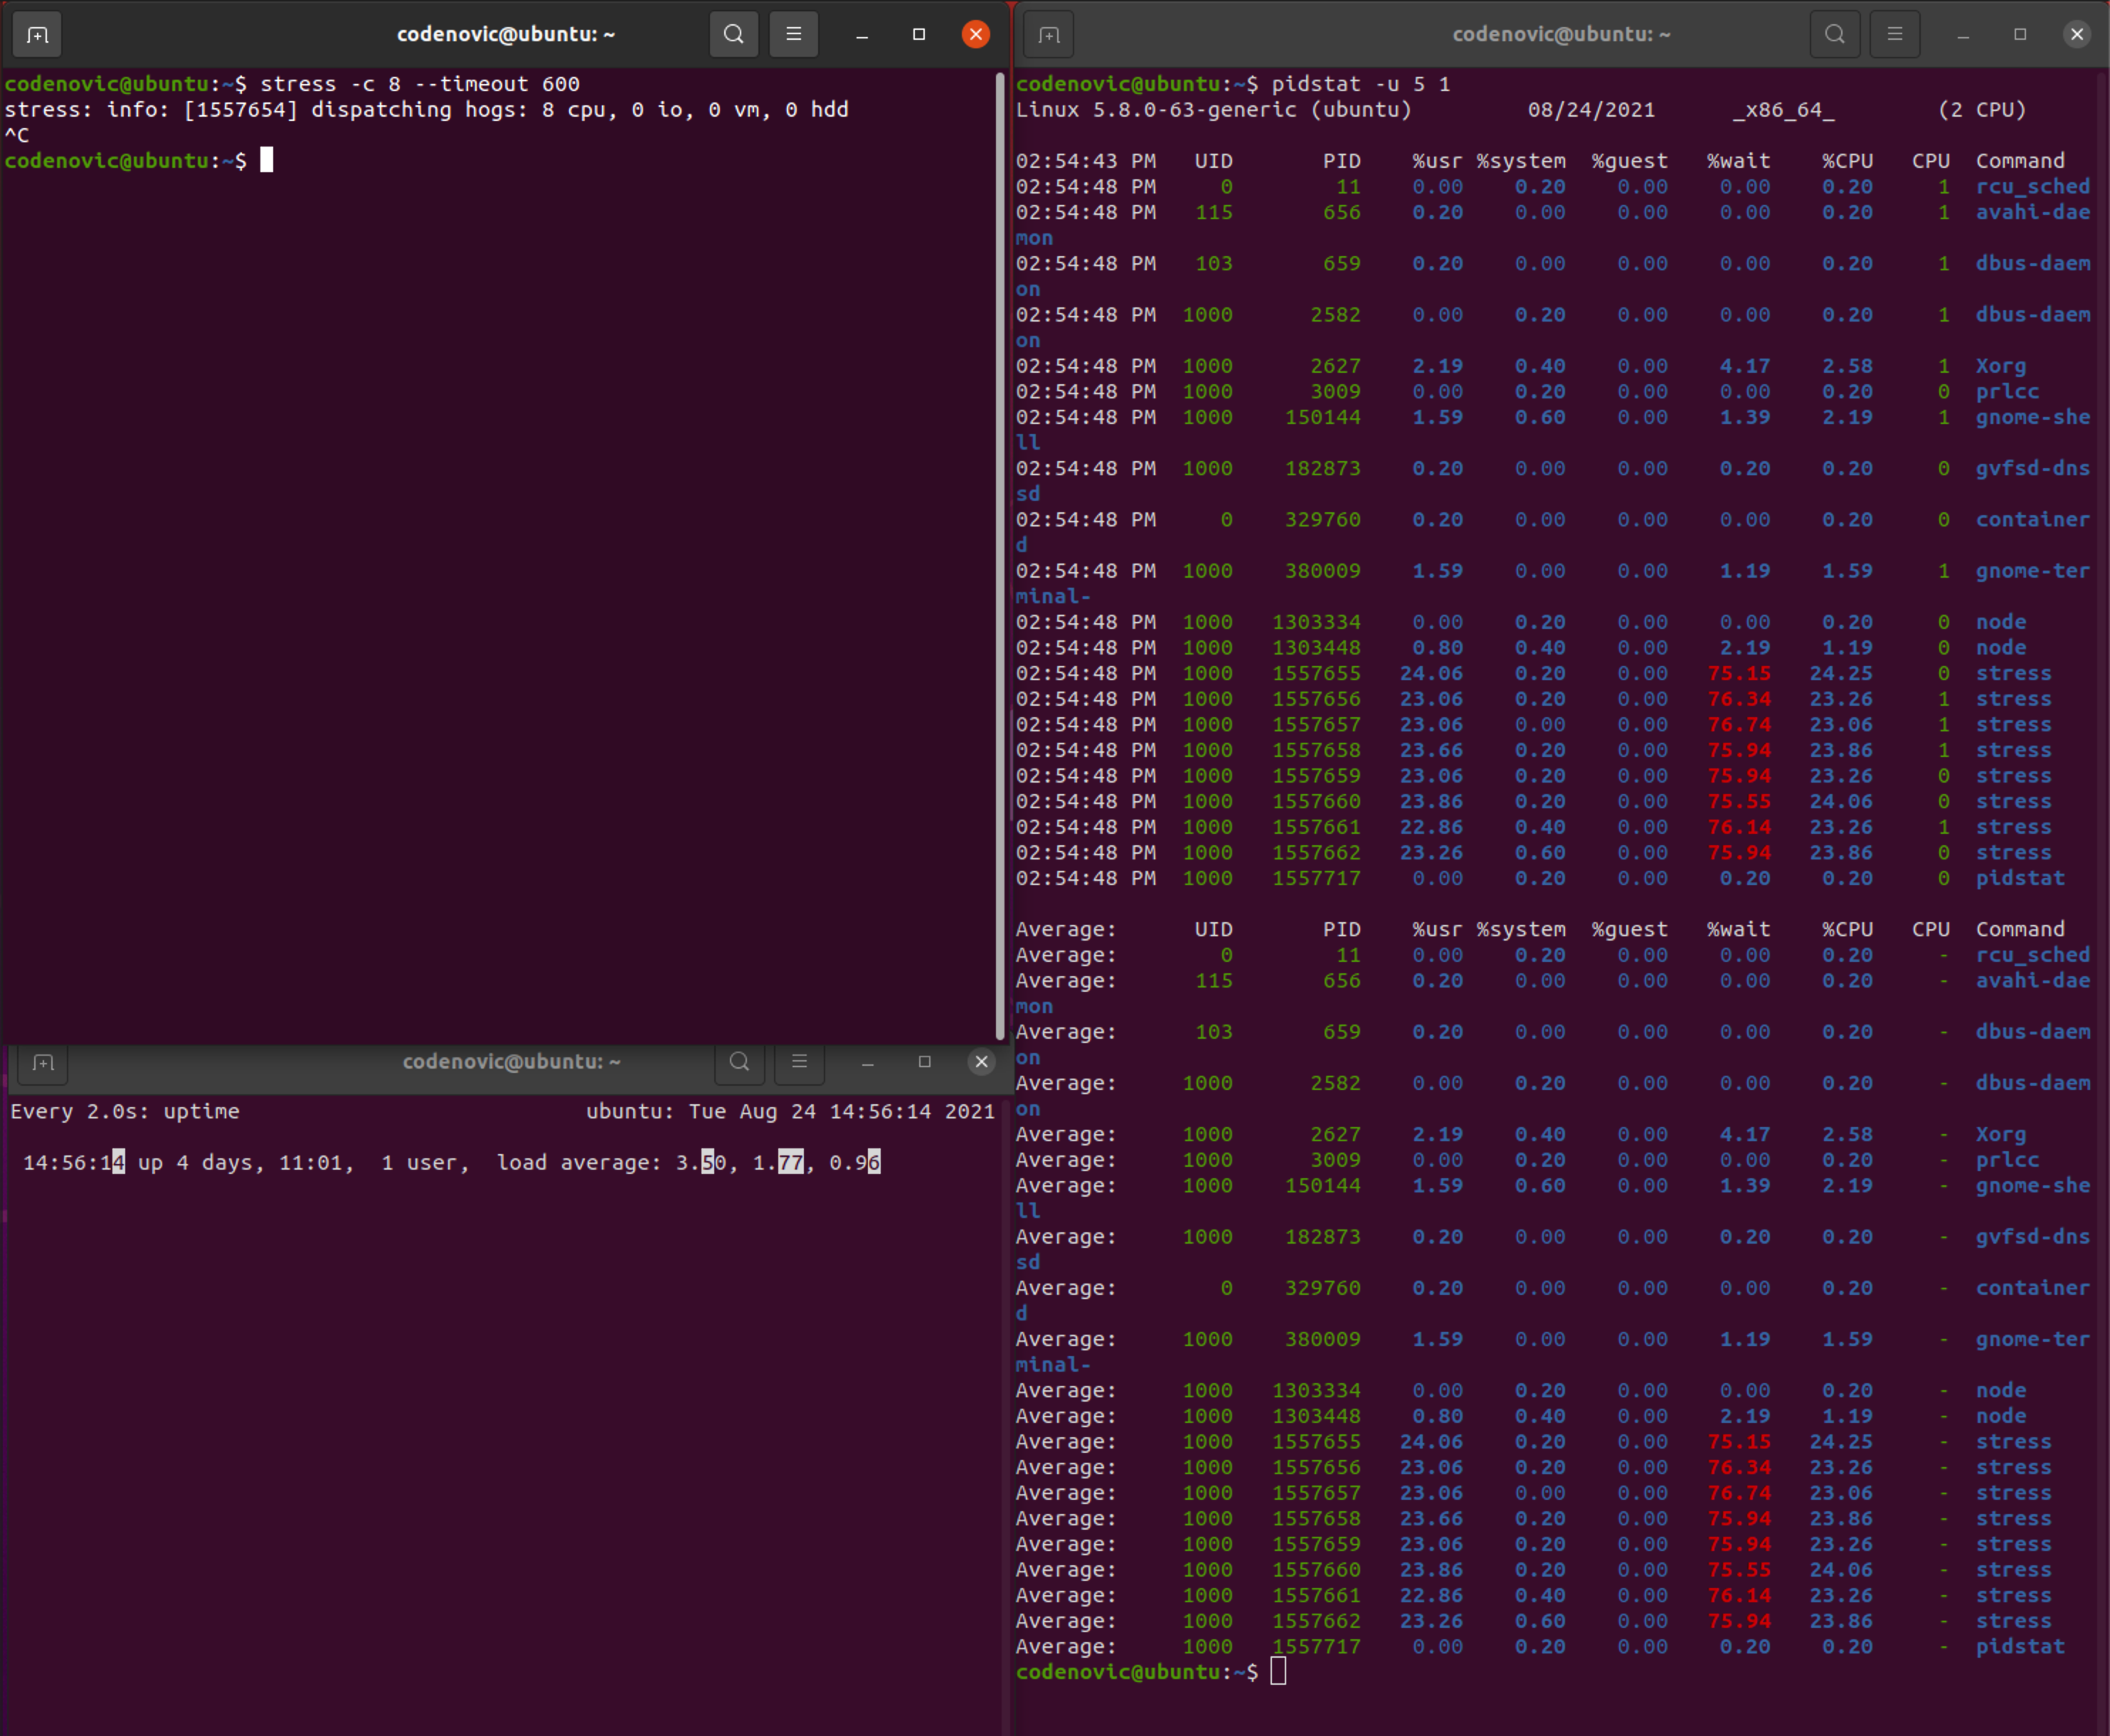 codenovic@ubuntu: ~
codenovic@ubuntu:~$ stress -c 8 --timeout 600
stress: info: [1557654] dispatching hogs: 8 cpu, 0 io, 0 vm, 0 hdd
^C
codenovic@ubuntu:~$
codenovic@ubuntu: ~
Every 2.0s: uptime ubuntu: Tue Aug 24 14:56:14 2021
14:56:14 up 4 days, 11:01, 1 user, load average: 3.50, 1.77, 0.96
codenovic@ubuntu: ~
codenovic@ubuntu:~$ pidstat -u 5 1
Linux 5.8.0-63-generic (ubuntu) 08/24/2021 _x86_64_ (2 CPU)
02:54:43 PM UID PID %usr %system %guest %wait %CPU CPU Command
02:54:48 PM 0 11 0.00 0.20 0.00 0.00 0.20 1 rcu_sched
02:54:48 PM 115 656 0.20 0.00 0.00 0.00 0.20 1 avahi-dae
mon
02:54:48 PM 103 659 0.20 0.00 0.00 0.00 0.20 1 dbus-daem
on
02:54:48 PM 1000 2582 0.00 0.20 0.00 0.00 0.20 1 dbus-daem
on
02:54:48 PM 1000 2627 2.19 0.40 0.00 4.17 2.58 1 Xorg
02:54:48 PM 1000 3009 0.00 0.20 0.00 0.00 0.20 0 prlcc
02:54:48 PM 1000 150144 1.59 0.60 0.00 1.39 2.19 1 gnome-she
ll
02:54:48 PM 1000 182873 0.20 0.00 0.00 0.20 0.20 0 gvfsd-dns
sd
02:54:48 PM 0 329760 0.20 0.00 0.00 0.00 0.20 0 container
d
02:54:48 PM 1000 380009 1.59 0.00 0.00 1.19 1.59 1 gnome-ter
minal-
02:54:48 PM 1000 1303334 0.00 0.20 0.00 0.00 0.20 0 node
02:54:48 PM 1000 1303448 0.80 0.40 0.00 2.19 1.19 0 node
02:54:48 PM 1000 1557655 24.06 0.20 0.00 75.15 24.25 0 stress
02:54:48 PM 1000 1557656 23.06 0.20 0.00 76.34 23.26 1 stress
02:54:48 PM 1000 1557657 23.06 0.00 0.00 76.74 23.06 1 stress
02:54:48 PM 1000 1557658 23.66 0.20 0.00 75.94 23.86 1 stress
02:54:48 PM 1000 1557659 23.06 0.20 0.00 75.94 23.26 0 stress
02:54:48 PM 1000 1557660 23.86 0.20 0.00 75.55 24.06 0 stress
02:54:48 PM 1000 1557661 22.86 0.40 0.00 76.14 23.26 1 stress
02:54:48 PM 1000 1557662 23.26 0.60 0.00 75.94 23.86 0 stress
02:54:48 PM 1000 1557717 0.00 0.20 0.00 0.20 0.20 0 pidstat
Average: UID PID %usr %system %guest %wait %CPU CPU Command
Average: 0 11 0.00 0.20 0.00 0.00 0.20 - rcu_sched
Average: 115 656 0.20 0.00 0.00 0.00 0.20 - avahi-dae
mon
Average: 103 659 0.20 0.00 0.00 0.00 0.20 - dbus-daem
on
Average: 1000 2582 0.00 0.20 0.00 0.00 0.20 - dbus-daem
on
Average: 1000 2627 2.19 0.40 0.00 4.17 2.58 - Xorg
Average: 1000 3009 0.00 0.20 0.00 0.00 0.20 - prlcc
Average: 1000 150144 1.59 0.60 0.00 1.39 2.19 - gnome-she
ll
Average: 1000 182873 0.20 0.00 0.00 0.20 0.20 - gvfsd-dns
sd
Average: 0 329760 0.20 0.00 0.00 0.00 0.20 - container
d
Average: 1000 380009 1.59 0.00 0.00 1.19 1.59 - gnome-ter
minal-
Average: 1000 1303334 0.00 0.20 0.00 0.00 0.20 - node
Average: 1000 1303448 0.80 0.40 0.00 2.19 1.19 - node
Average: 1000 1557655 24.06 0.20 0.00 75.15 24.25 - stress
Average: 1000 1557656 23.06 0.20 0.00 76.34 23.26 - stress
Average: 1000 1557657 23.06 0.00 0.00 76.74 23.06 - stress
Average: 1000 1557658 23.66 0.20 0.00 75.94 23.86 - stress
Average: 1000 1557659 23.06 0.20 0.00 75.94 23.26 - stress
Average: 1000 1557660 23.86 0.20 0.00 75.55 24.06 - stress
Average: 1000 1557661 22.86 0.40 0.00 76.14 23.26 - stress
Average: 1000 1557662 23.26 0.60 0.00 75.94 23.86 - stress
Average: 1000 1557717 0.00 0.20 0.00 0.20 0.20 - pidstat
codenovic@ubuntu:~$